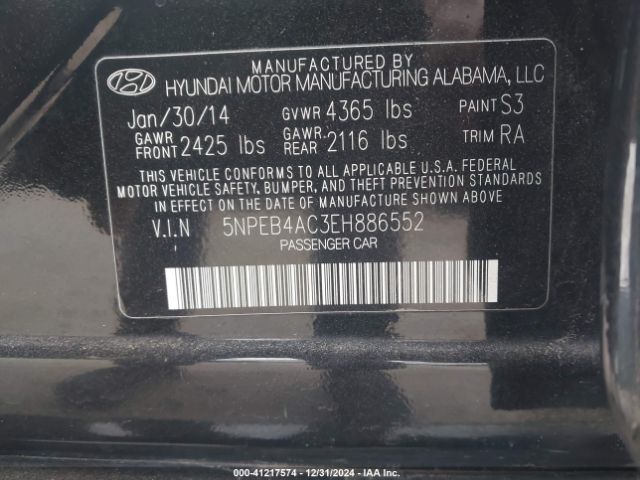 MANUFACTURED BY
HYUNDAI MOTOR MANUFACTURING ALABAMA, LLC
Jan/30/14 GVWR 4365 lbs PAINT S3
GAWR FRONT 2425 lbs GAWR REAR 2116 lbs TRIM RA
THIS VEHICLE CONFORMS TO ALL APPLICABLE U.S.A. FEDERAL
MOTOR VEHICLE SAFETY, BUMPER, AND THEFT PREVENTION STANDARDS
IN EFFECT ON THE DATE OF MANUFACTURE SHOWN ABOVE
V.I.N 5NPEB4AC3EH886552
PASSENGER CAR
000-41217574 - 12/31/2024 - IAA Inc.